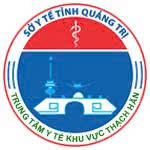 SỞ Y TẾ TỈNH QUẢNG TRỊ
TRUNG TÂM Y TẾ KHU VỰC THẠCH HÃN